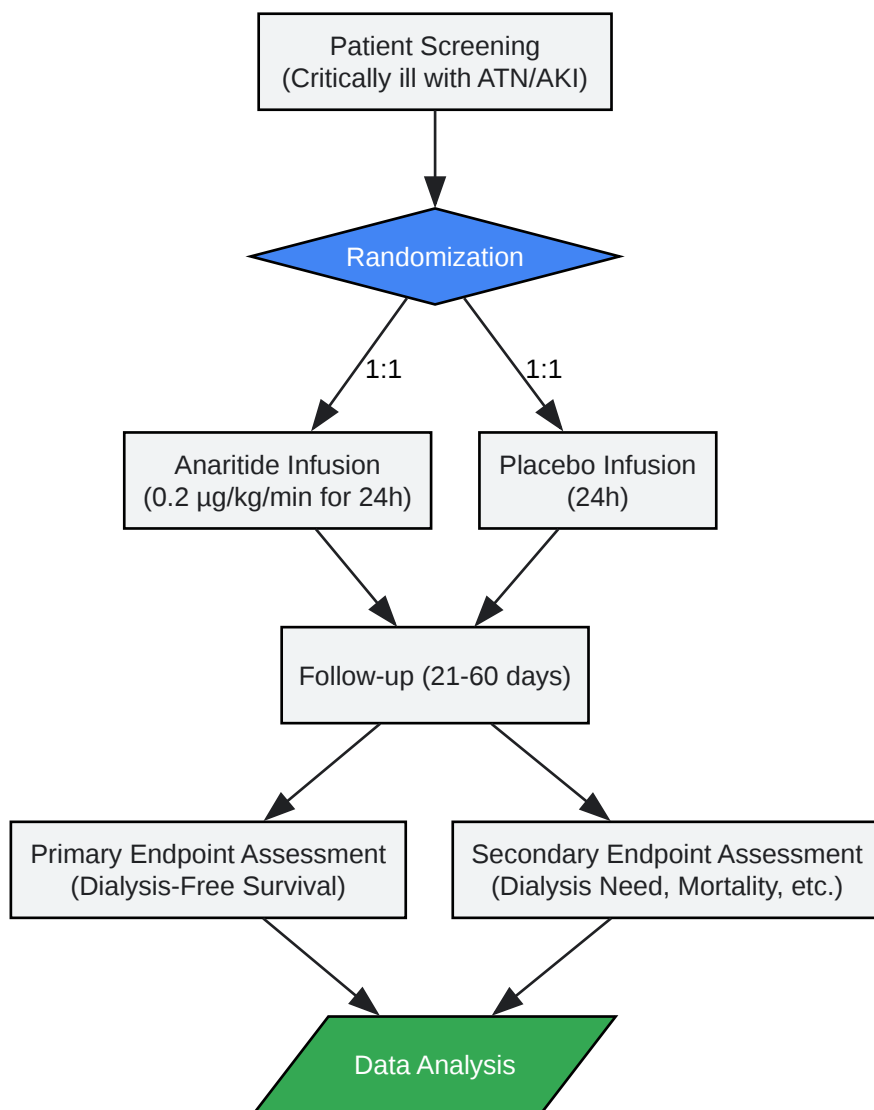 Patient Screening
(Critically ill with ATN/AKI)
Randomization
1:1
1:1
Anaritide Infusion
(0.2 µg/kg/min for 24h)
Placebo Infusion
(24h)
Follow-up (21-60 days)
Primary Endpoint Assessment
(Dialysis-Free Survival)
Secondary Endpoint Assessment
(Dialysis Need, Mortality, etc.)
Data Analysis